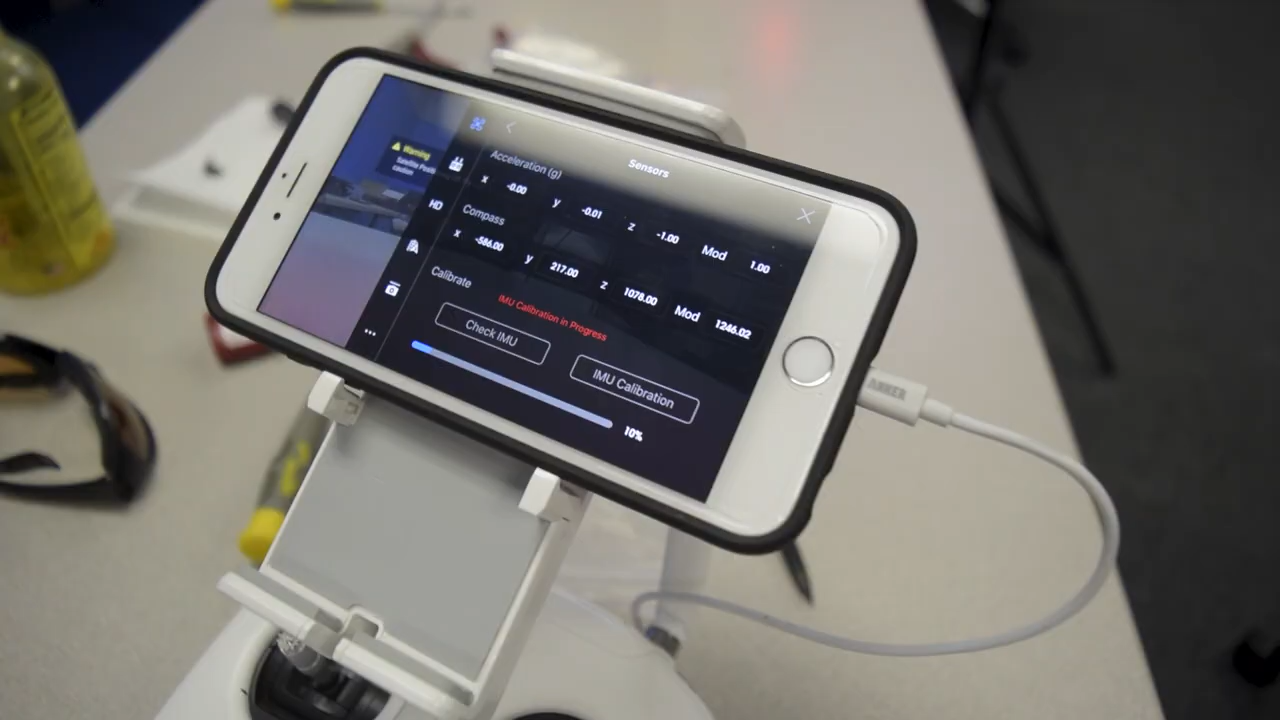 Sensors
Warning
Satellite Positi
caution
Acceleration (g)
x -0.00 y -0.01 z -1.00 Mod 1.00
HD
Compass
x -586.00 y 217.00 z 1078.00 Mod 1246.02
Calibrate
IMU Calibration in Progress
Check IMU
IMU Calibration
10%
ANKER